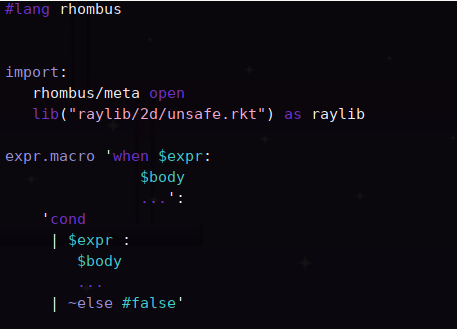 #lang rhombus
import:
   rhombus/meta open
   lib("raylib/2d/unsafe.rkt") as raylib
expr.macro 'when $expr:
               $body
               ...':
    'cond
     | $expr :
        $body
        ...
     | ~else #false'